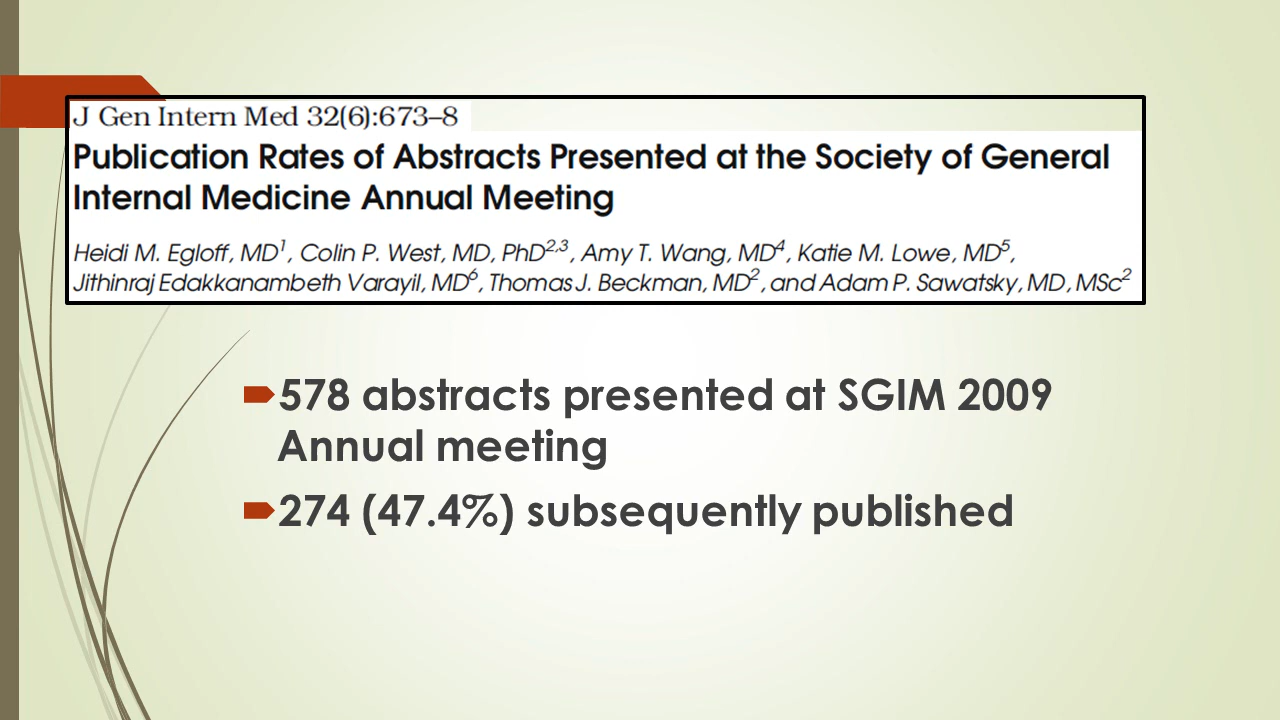 J Gen Intern Med 32(6):673–8
Publication Rates of Abstracts Presented at the Society of General
Internal Medicine Annual Meeting
Heidi M. Egloff, MD1, Colin P. West, MD, PhD2,3, Amy T. Wang, MD4, Katie M. Lowe, MD5,
Jithinraj Edakkanambeth Varayil, MD6, Thomas J. Beckman, MD2, and Adam P. Sawatsky, MD, MSc2
578 abstracts presented at SGIM 2009
Annual meeting
274 (47.4%) subsequently published